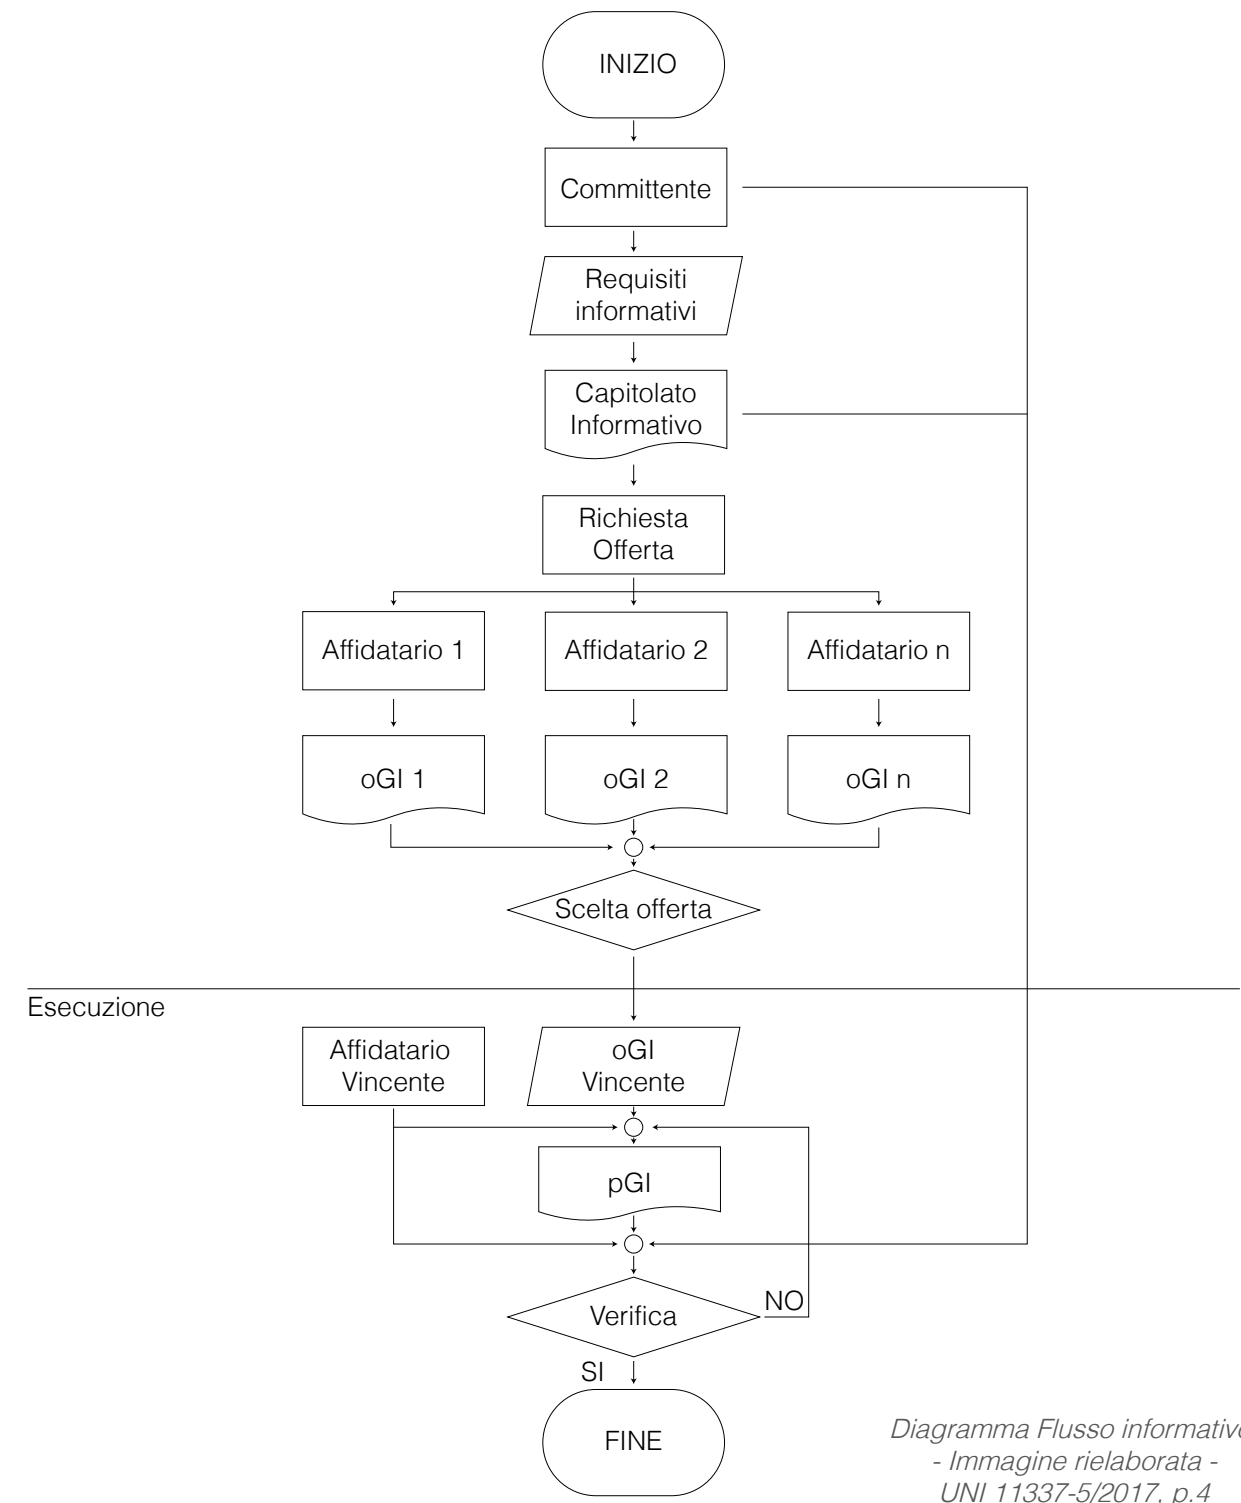 INIZIO
Committente
Requisiti
informativi
Capitolato
Informativo
Richiesta
Offerta
Affidatario 1
Affidatario 2
Affidatario n
oGI 1
oGI 2
oGI n
Scelta offerta
Esecuzione
Affidatario
Vincente
oGI
Vincente
pGI
Verifica
NO
SI
FINE
Diagramma Flusso informativo
- Immagine rielaborata -
UNI 11337-5/2017, p.4